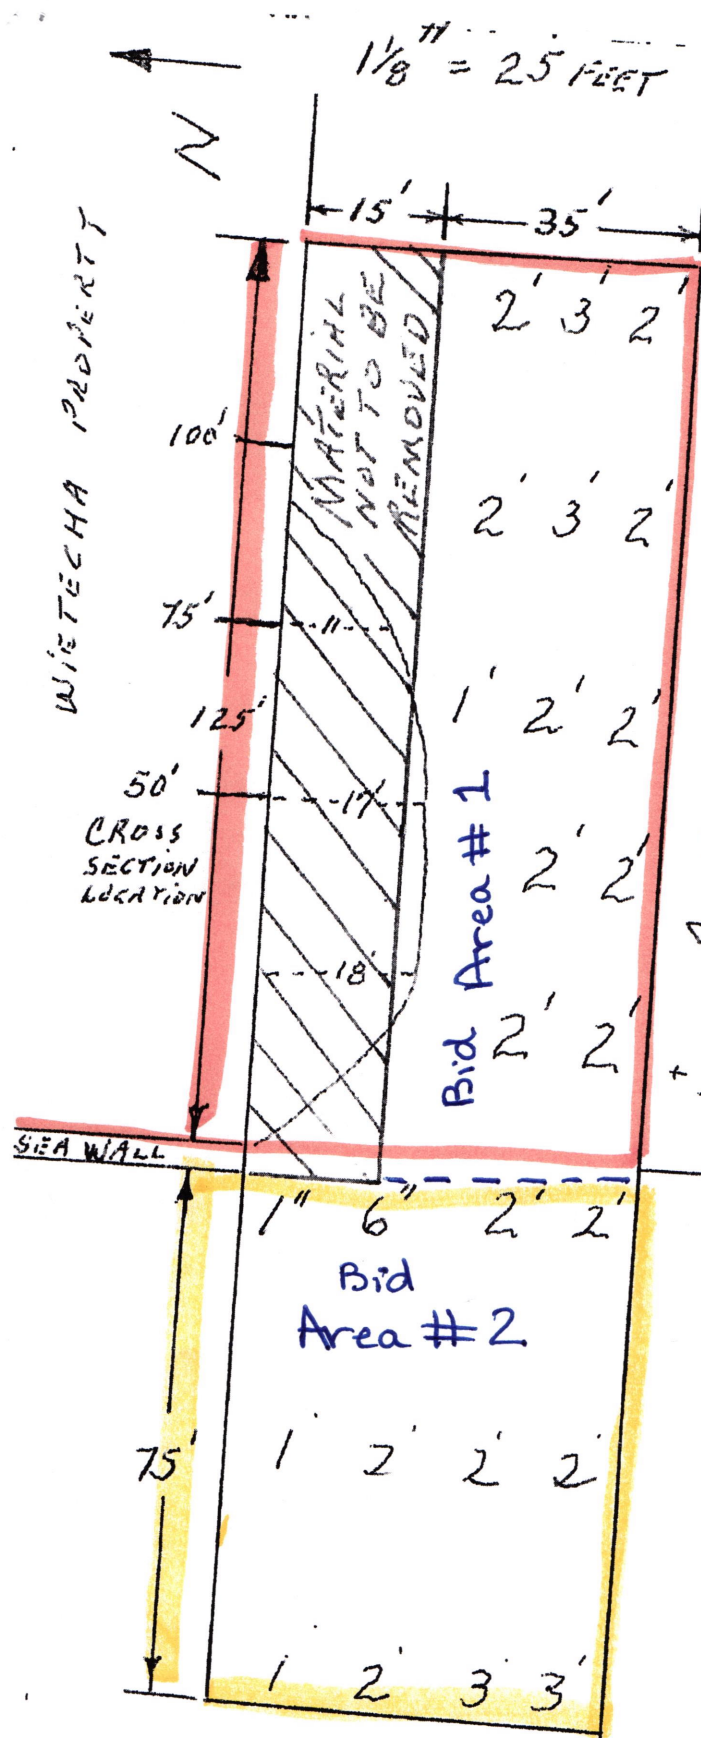 1 1/8" = 25 FEET
N
15' 35'
WIETECHA PROPERTY
MATERIAL
NOT TO BE
REMOVED
2' 3' 2'
100'
2' 3' 2'
75'
11'
125'
1' 2' 2'
50'
17'
CROSS
SECTION
LOCATION
2' 2'
Bid Area #1
18'
2' 2'
SEA WALL
1" 6" 2' 2'
Bid
Area #2
75'
1' 2' 2' 2'
1' 2' 3' 3'